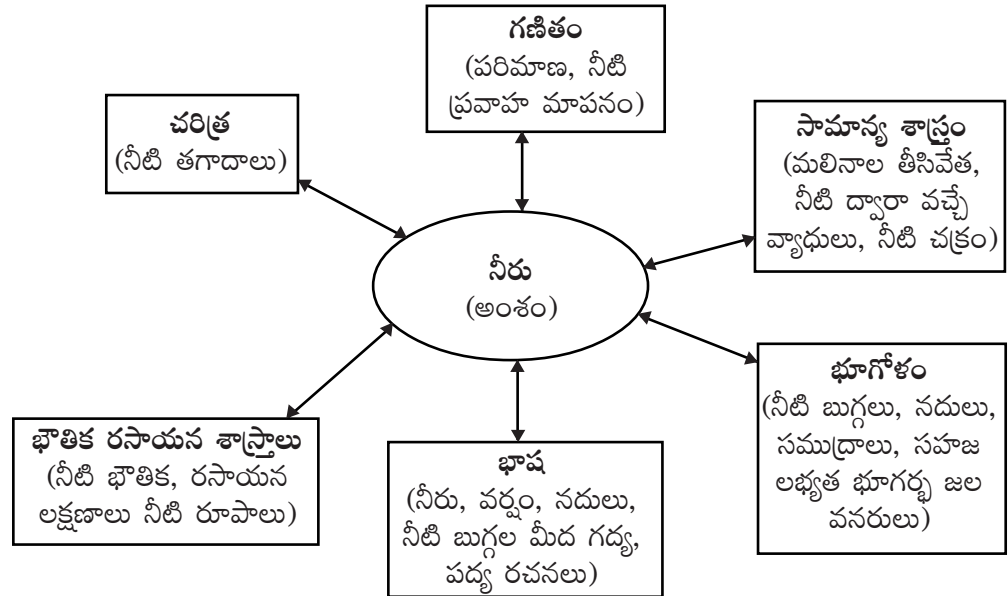 గణితం
(పరిమాణ, నీటి
ప్రవాహ మాపనం)
చరిత్ర
(నీటి తగాదాలు)
సామాన్య శాస్త్రం
(మలినాల తీసివేత,
నీటి ద్వారా వచ్చే
వ్యాధులు, నీటి చక్రం)
నీరు
(అంశం)
భౌతిక రసాయన శాస్త్రాలు
(నీటి భౌతిక, రసాయన
లక్షణాలు నీటి రూపాలు)
భాష
(నీరు, వర్షం, నదులు,
నీటి బుగ్గల మీద గద్య,
పద్య రచనలు)
భూగోళం
(నీటి బుగ్గలు, నదులు,
సముద్రాలు, సహజ
లభ్యత భూగర్భ జల
వనరులు)